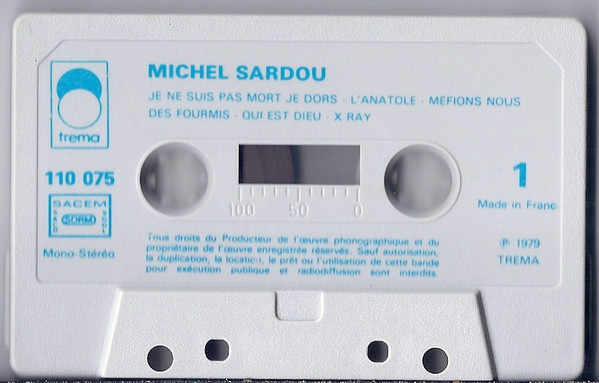 MICHEL SARDOU
JE NE SUIS PAS MORT JE DORS - L'ANATOLE - MEFIONS NOUS
DES FOURMIS - QUI EST DIEU - X RAY
trema
110 075
SACEM
SDRM
Mono-Stéréo
100 50 0
1
Made in Franc
Tous droits du Producteur de l'œuvre phonographique et du
propriétaire de l'œuvre enregistrée réservés. Sauf autorisation,
la duplication, la location, le prêt ou l'utilisation de cette bande
pour exécution publique et radiodiffusion sont interdits.
℗ 1979
TREMA